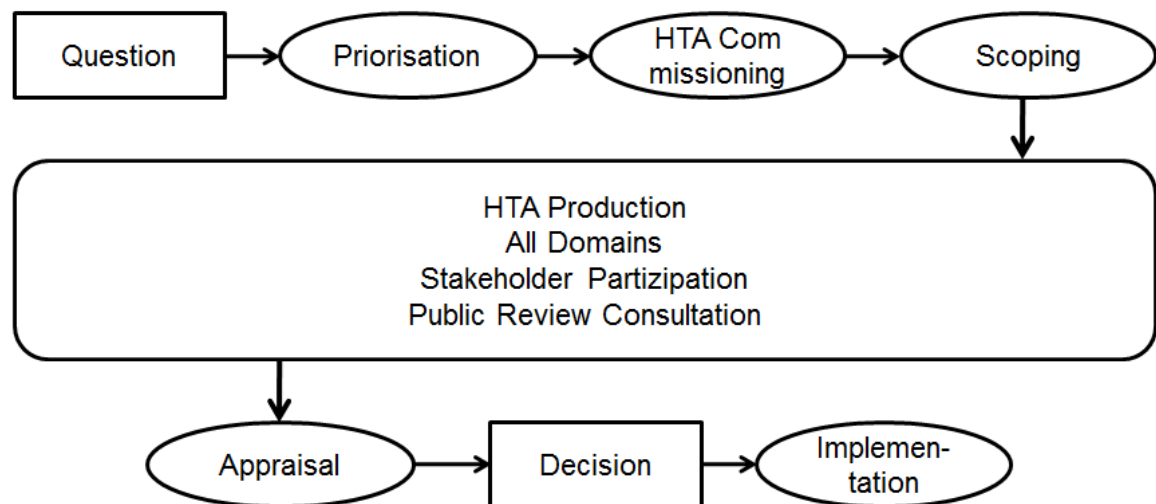 Question
Priorisation
HTA Com
missioning
Scoping
HTA Production
All Domains
Stakeholder Partizipation
Public Review Consultation
Appraisal
Decision
Implemen-
tation